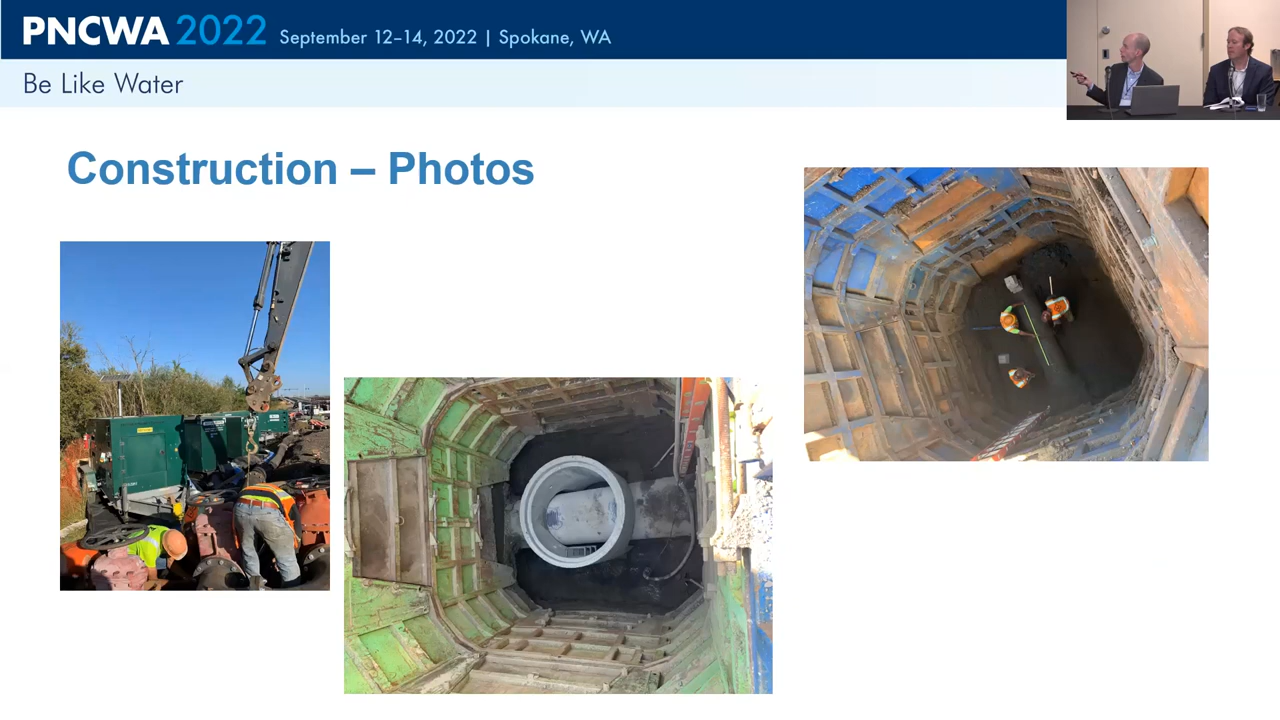 PNCWA 2022 September 12–14, 2022 | Spokane, WA
Be Like Water
Construction – Photos